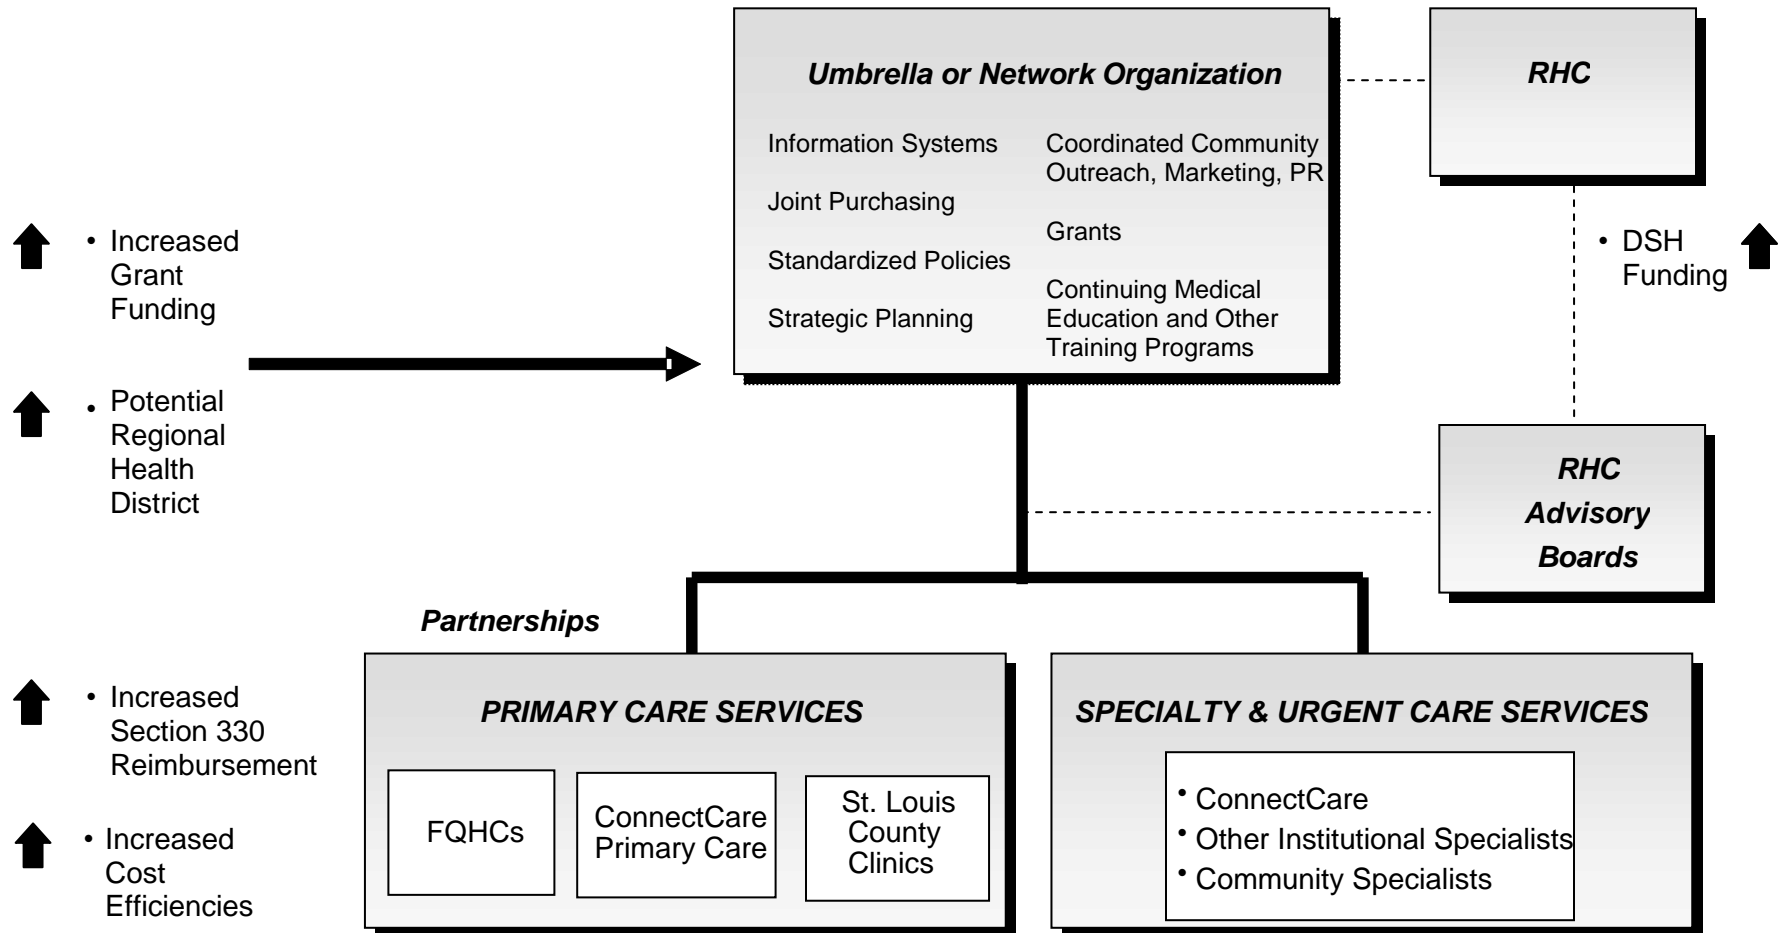 Umbrella or Network Organization
Information Systems
Joint Purchasing
Standardized Policies
Strategic Planning
Coordinated Community
Outreach, Marketing, PR
Grants
Continuing Medical
Education and Other
Training Programs
RHC
• DSH
Funding
• Increased
Grant
Funding
• Potential
Regional
Health
District
RHC
Advisory
Boards
Partnerships
• Increased
Section 330
Reimbursement
• Increased
Cost
Efficiencies
PRIMARY CARE SERVICES
FQHCs
ConnectCare
Primary Care
St. Louis
County
Clinics
SPECIALTY & URGENT CARE SERVICES
• ConnectCare
• Other Institutional Specialists
• Community Specialists